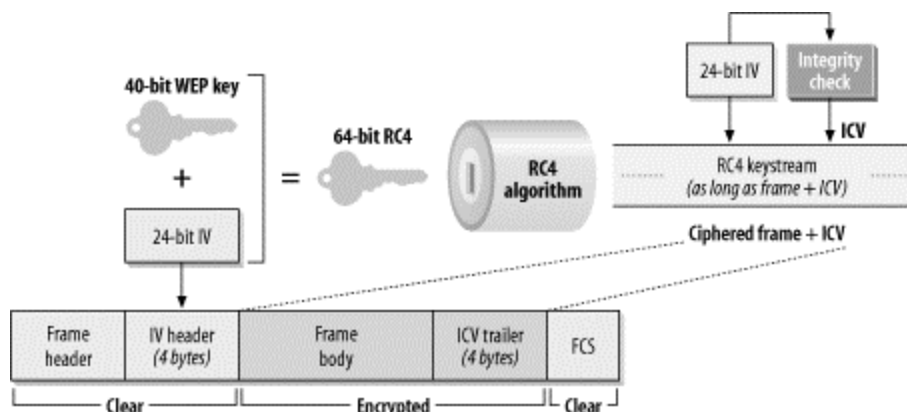 40-bit WEP key
+
24-bit IV
=
64-bit RC4
RC4
algorithm
24-bit IV
Integrity
check
ICV
RC4 keystream
(as long as frame + ICV)
Ciphered frame + ICV
Frame
header
IV header
(4 bytes)
Frame
body
ICV trailer
(4 bytes)
FCS
Clear
Encrypted
Clear